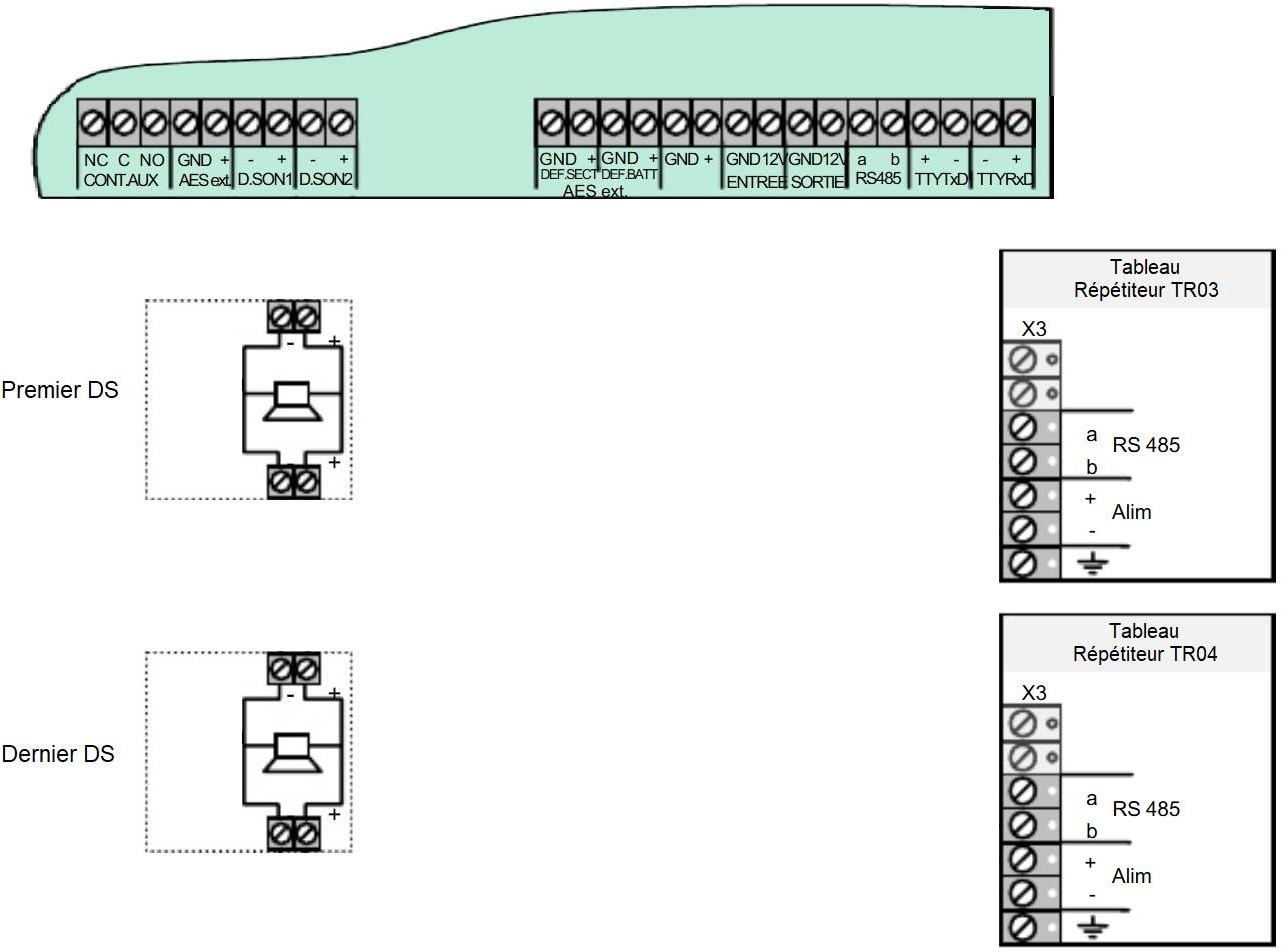 NC C NO GND + - + - +
CONT.AUX AES ext. D.SON1 D.SON2
GND + GND + GND + GND 12V GND 12V a b + - - +
DEF.SECT DEF.BATT ENTREE SORTIE RS485 TTYTxD TTYRxD
AES ext.
Tableau
Répétiteur TR03
X3
a
RS 485
b
+
Alim
-
- +
Premier DS
+
Tableau
Répétiteur TR04
X3
a
RS 485
b
+
Alim
-
- +
Dernier DS
+